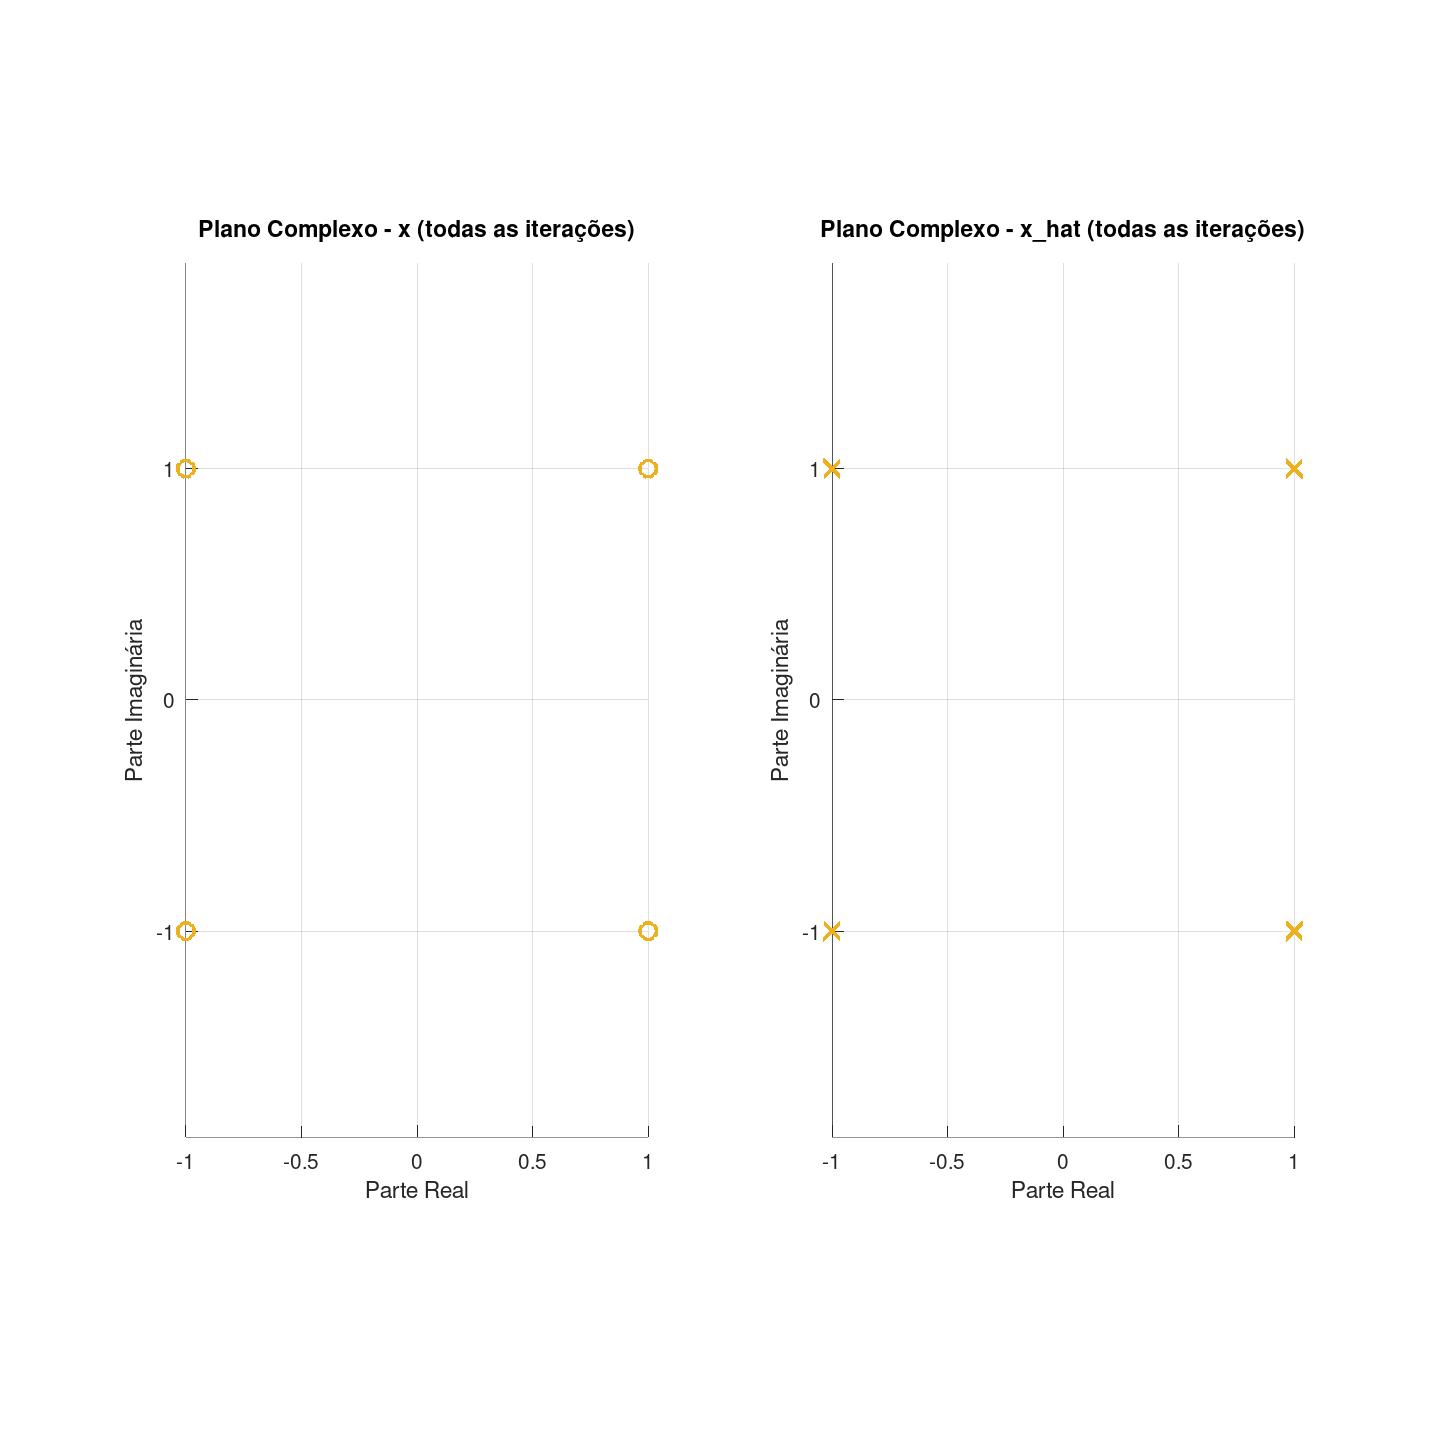 Plano Complexo - x (todas as iterações)
1
0
-1
Parte Imaginária
-1 -0.5 0 0.5 1
Parte Real
Plano Complexo - x_hat (todas as iterações)
1
0
-1
Parte Imaginária
-1 -0.5 0 0.5 1
Parte Real